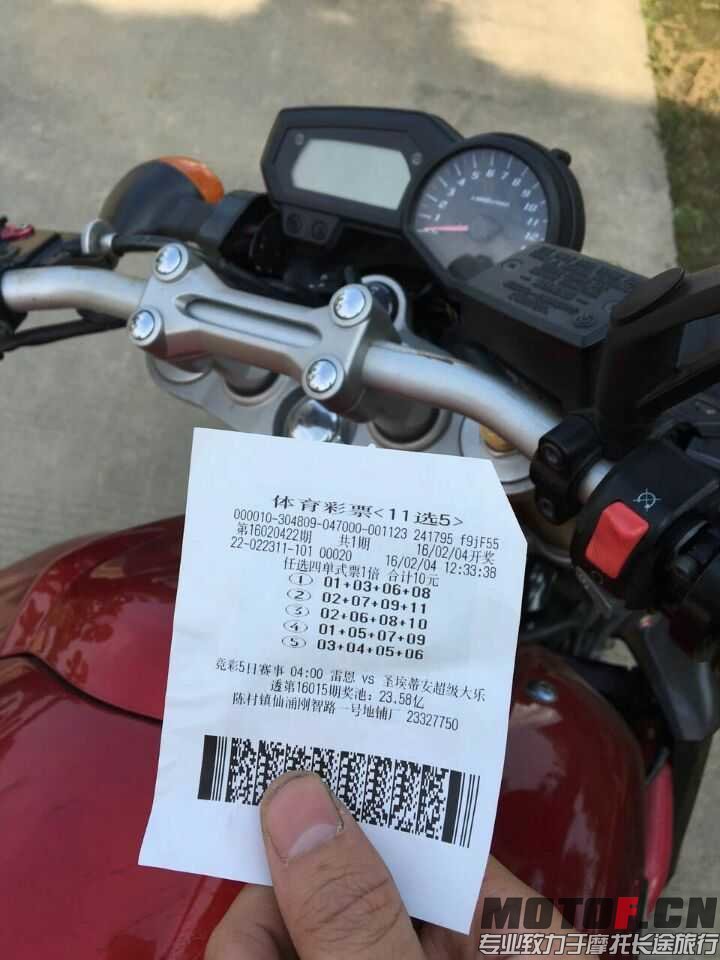 体育彩票<11选5>
000010-304809-047000-001123 241795 f9jF55
第16020422期 共1期 16/02/04开奖
22-022311-101 00020 16/02/04 12:33:38
任选四单式票1倍 合计10元
① 01+03+06+08
② 02+07+09+11
③ 02+06+08+10
④ 01+05+07+09
⑤ 03+04+05+06
竞彩5日赛事 04:00 雷恩 vs 圣埃蒂安超级大乐
透第16015期奖池：23.58亿
陈村镇仙涌刚智路一号地铺厂 23327750
MOTOF.CN
专业致力于摩托长途旅行